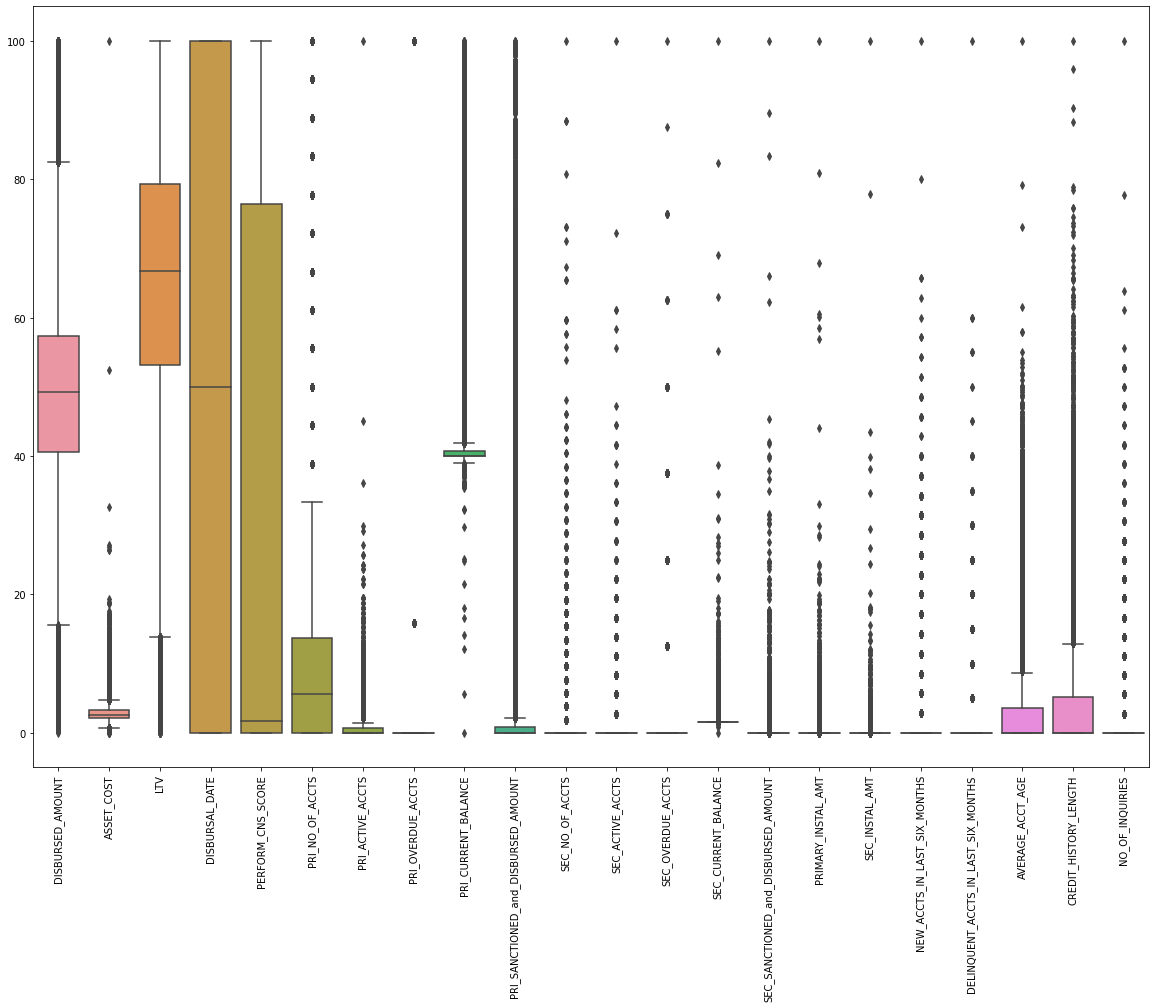 100
80
60
40
20
0
DISBURSED_AMOUNT
ASSET_COST
LTV
DISBURSAL_DATE
PERFORM_CNS_SCORE
PRI_NO_OF_ACCTS
PRI_ACTIVE_ACCTS
PRI_OVERDUE_ACCTS
PRI_CURRENT_BALANCE
PRI_SANCTIONED_and_DISBURSED_AMOUNT
SEC_NO_OF_ACCTS
SEC_ACTIVE_ACCTS
SEC_OVERDUE_ACCTS
SEC_CURRENT_BALANCE
SEC_SANCTIONED_and_DISBURSED_AMOUNT
PRIMARY_INSTAL_AMT
SEC_INSTAL_AMT
NEW_ACCTS_IN_LAST_SIX_MONTHS
DELINQUENT_ACCTS_IN_LAST_SIX_MONTHS
AVERAGE_ACCT_AGE
CREDIT_HISTORY_LENGTH
NO_OF_INQUIRIES